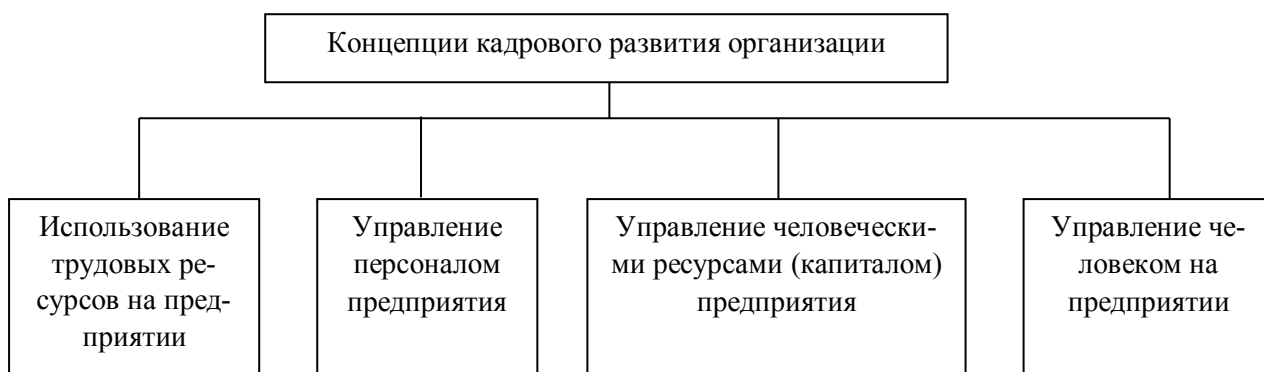 Концепции кадрового развития организации
Использование
трудовых ре-
сурсов на пред-
приятии
Управление
персоналом
предприятия
Управление человечески-
ми ресурсами (капиталом)
предприятия
Управление че-
ловеком на
предприятии